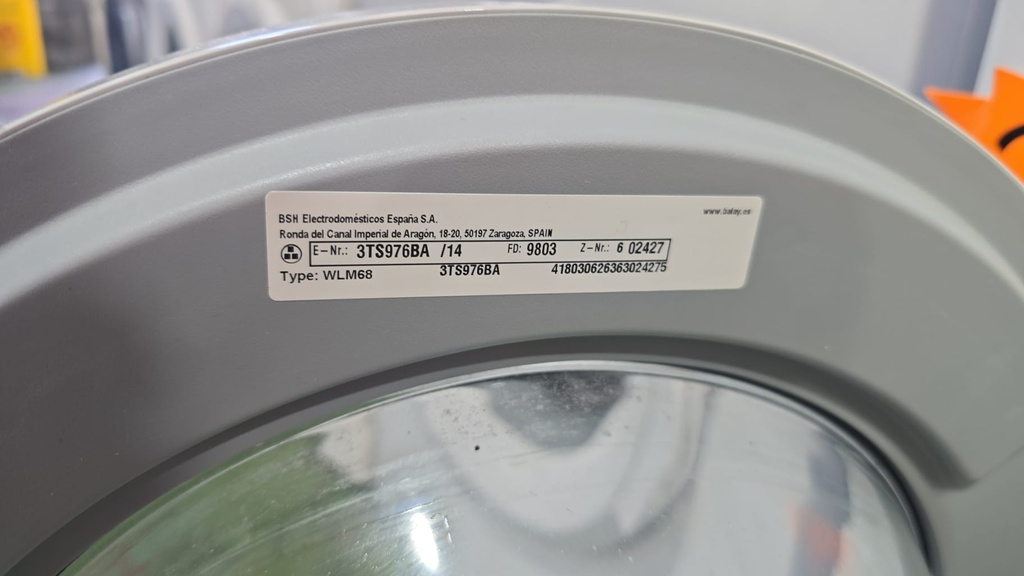 BSH Electrodomésticos España S.A.
www.balay.es
Ronda del Canal Imperial de Aragón, 18-20, 50197 Zaragoza, SPAIN
E-Nr.: 3TS976BA /14 FD: 9803 Z-Nr.: 6 02427
Type: WLM68 3TS976BA 418030626363024275